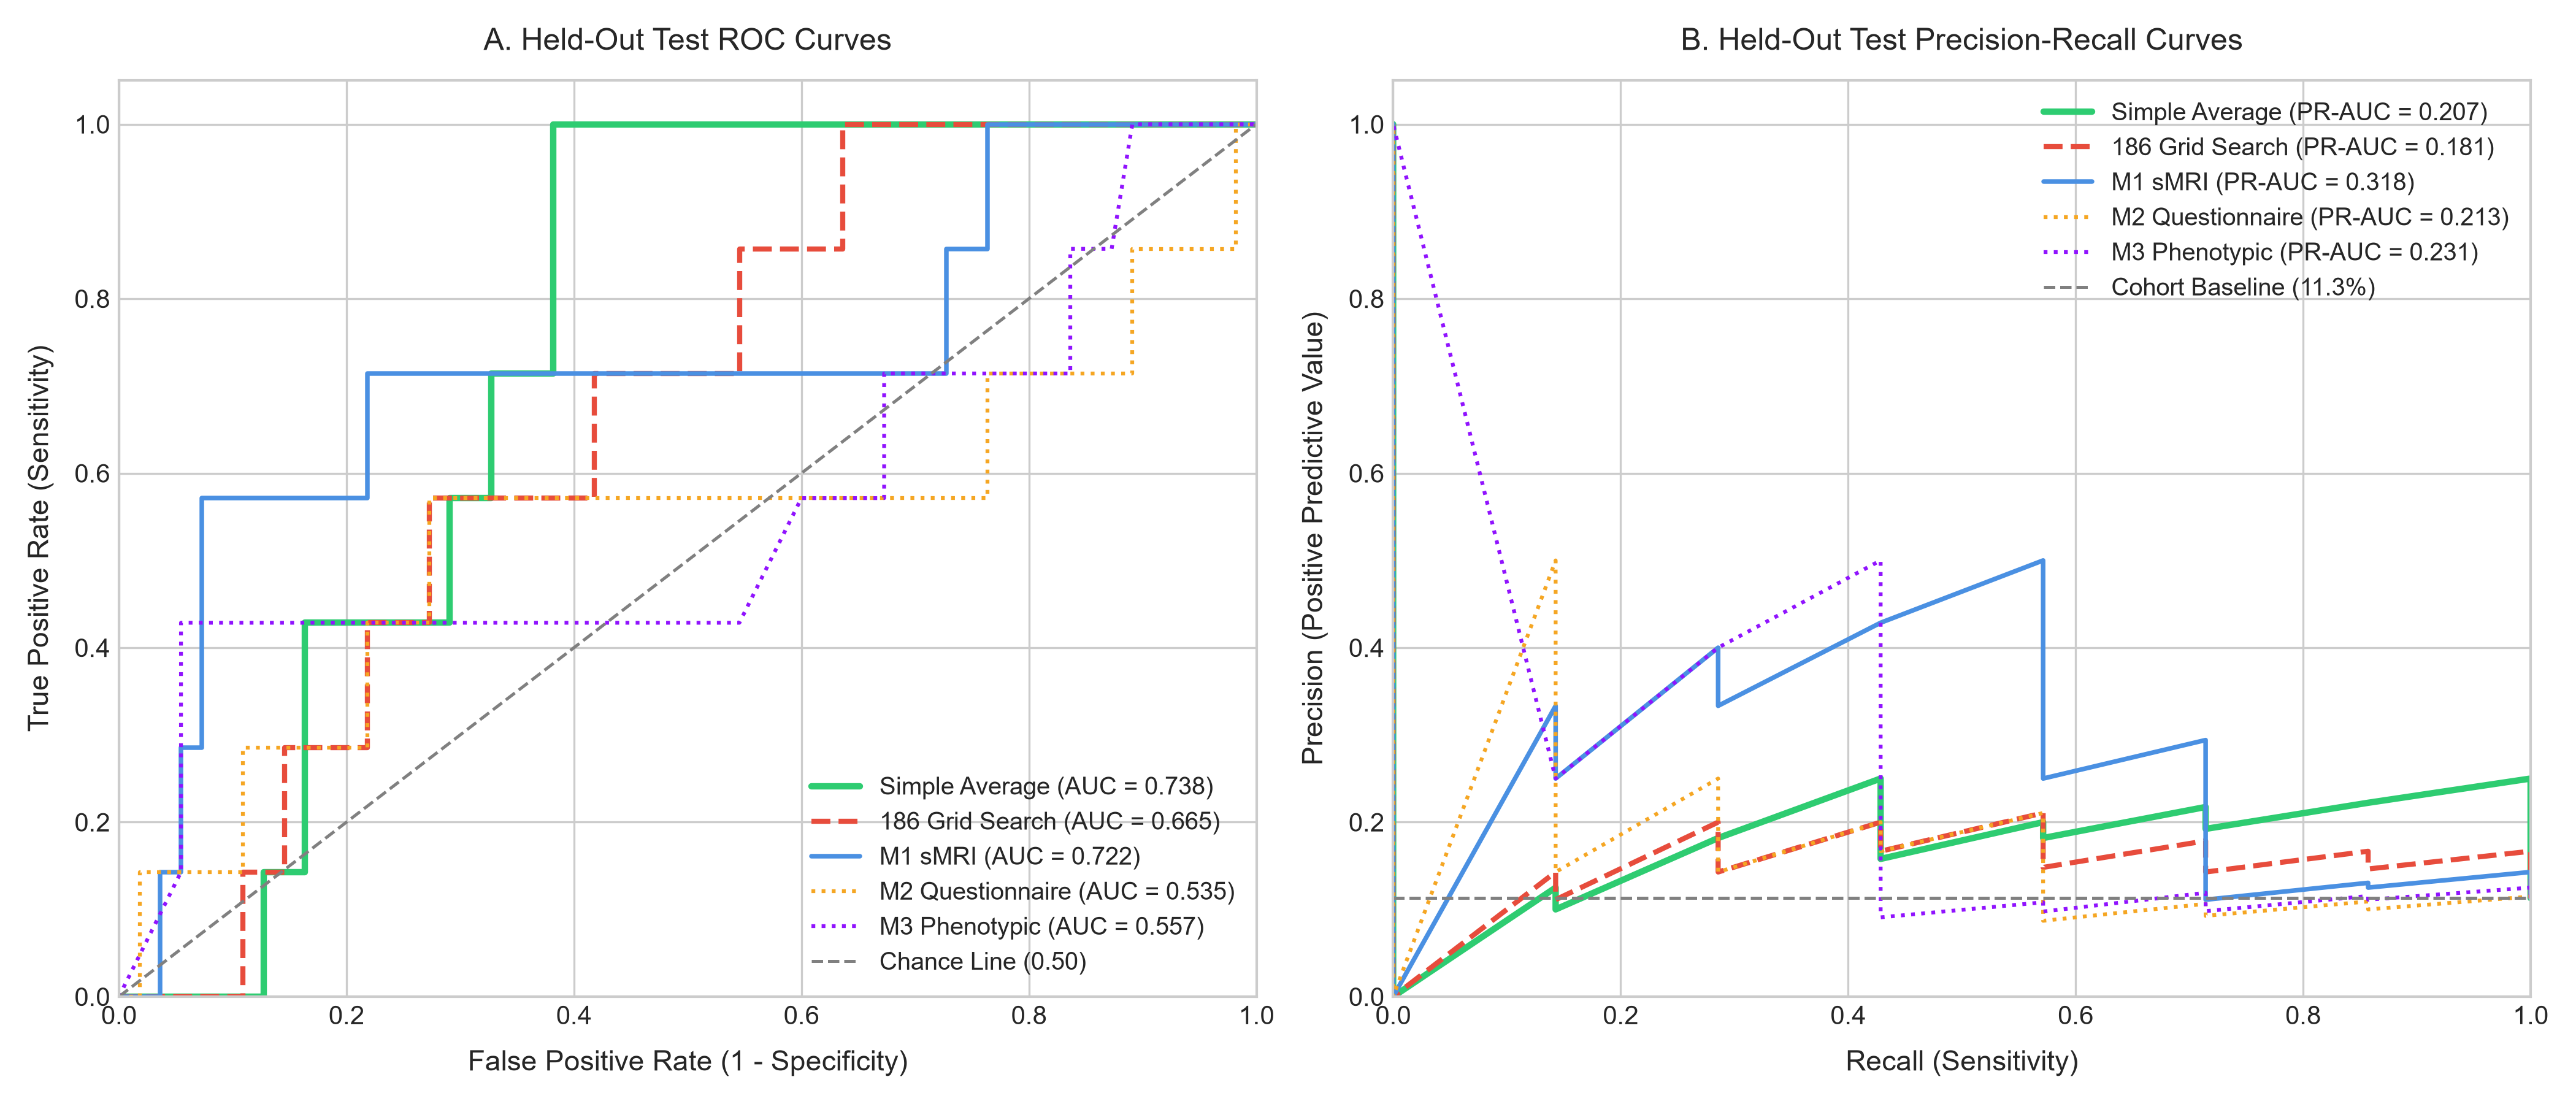 A. Held-Out Test ROC Curves
True Positive Rate (Sensitivity)
1.0
0.8
0.6
0.4
0.2
0.0
0.0 0.2 0.4 0.6 0.8 1.0
False Positive Rate (1 - Specificity)
Simple Average (AUC = 0.738)
186 Grid Search (AUC = 0.665)
M1 sMRI (AUC = 0.722)
M2 Questionnaire (AUC = 0.535)
M3 Phenotypic (AUC = 0.557)
Chance Line (0.50)
B. Held-Out Test Precision-Recall Curves
Precision (Positive Predictive Value)
1.0
0.8
0.6
0.4
0.2
0.0
0.0 0.2 0.4 0.6 0.8 1.0
Recall (Sensitivity)
Simple Average (PR-AUC = 0.207)
186 Grid Search (PR-AUC = 0.181)
M1 sMRI (PR-AUC = 0.318)
M2 Questionnaire (PR-AUC = 0.213)
M3 Phenotypic (PR-AUC = 0.231)
Cohort Baseline (11.3%)